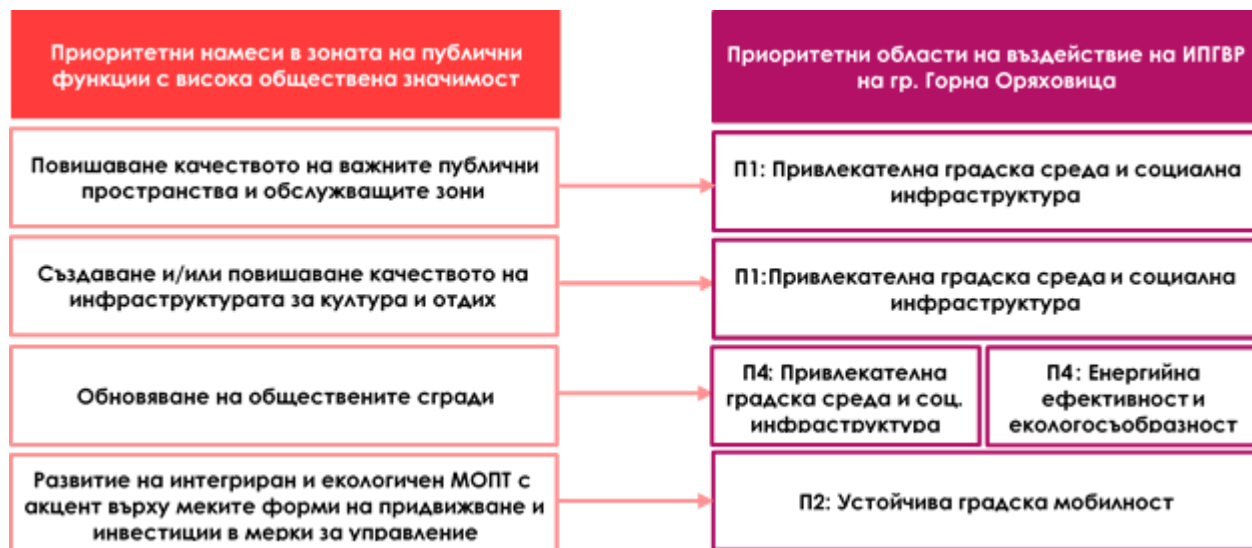 Приоритетни намеси в зоната на публични
функции с висока обществена значимост
Приоритетни области на въздействие на ИПГВР
на гр. Горна Оряховица
Повишаване качеството на важните публични
пространства и обслужващите зони
П1: Привлекателна градска среда и социална
инфраструктура
Създаване и/или повишаване качеството на
инфраструктурата за култура и отдих
П1:Привлекателна градска среда и социална
инфраструктура
Обновяване на обществените сгради
П4: Привлекателна
градска среда и соц.
инфраструктура
П4: Енергийна
ефективност и
екологосъобразност
Развитие на интегриран и екологичен МОПТ с
акцент върху меките форми на придвижване и
инвестиции в мерки за управление
П2: Устойчива градска мобилност